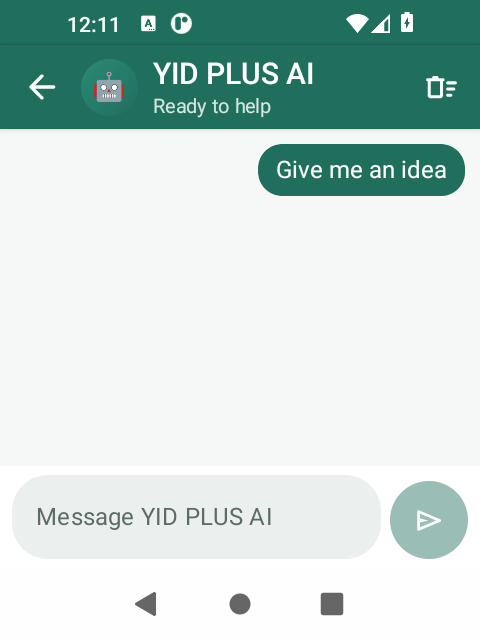 12:11
YID PLUS AI
Ready to help
Give me an idea
Message YID PLUS AI